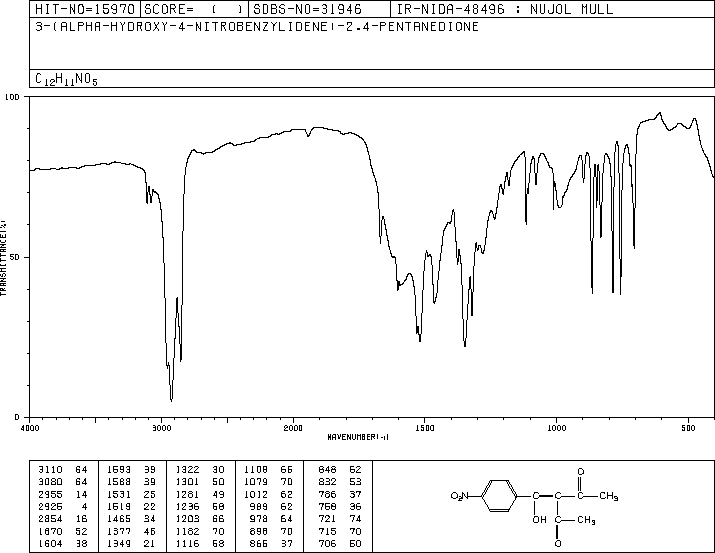 HIT-NO=15970 SCORE= ( ) SDBS-NO=31946 IR-NIDA-48496 : NUJOL MULL
3-(ALPHA-HYDROXY-4-NITROBENZYLIDENE)-2,4-PENTANEDIONE
C12H11NO5
100
TRANSMITTANCE(%)
50
0
4000 3000 2000 1500 1000 500
WAVENUMBER(-1)
3110 64 1593 39 1322 30 1108 66 848 62
3080 64 1568 39 1301 50 1079 70 832 53
2955 14 1531 25 1281 49 1012 62 786 37
2925 4 1519 22 1236 58 989 62 758 36
2854 16 1465 34 1203 66 978 64 721 74
1670 52 1377 46 1182 70 898 70 715 70
1604 38 1349 21 1116 58 866 37 706 50
O
O2N C C C CH3
OH C CH3
O